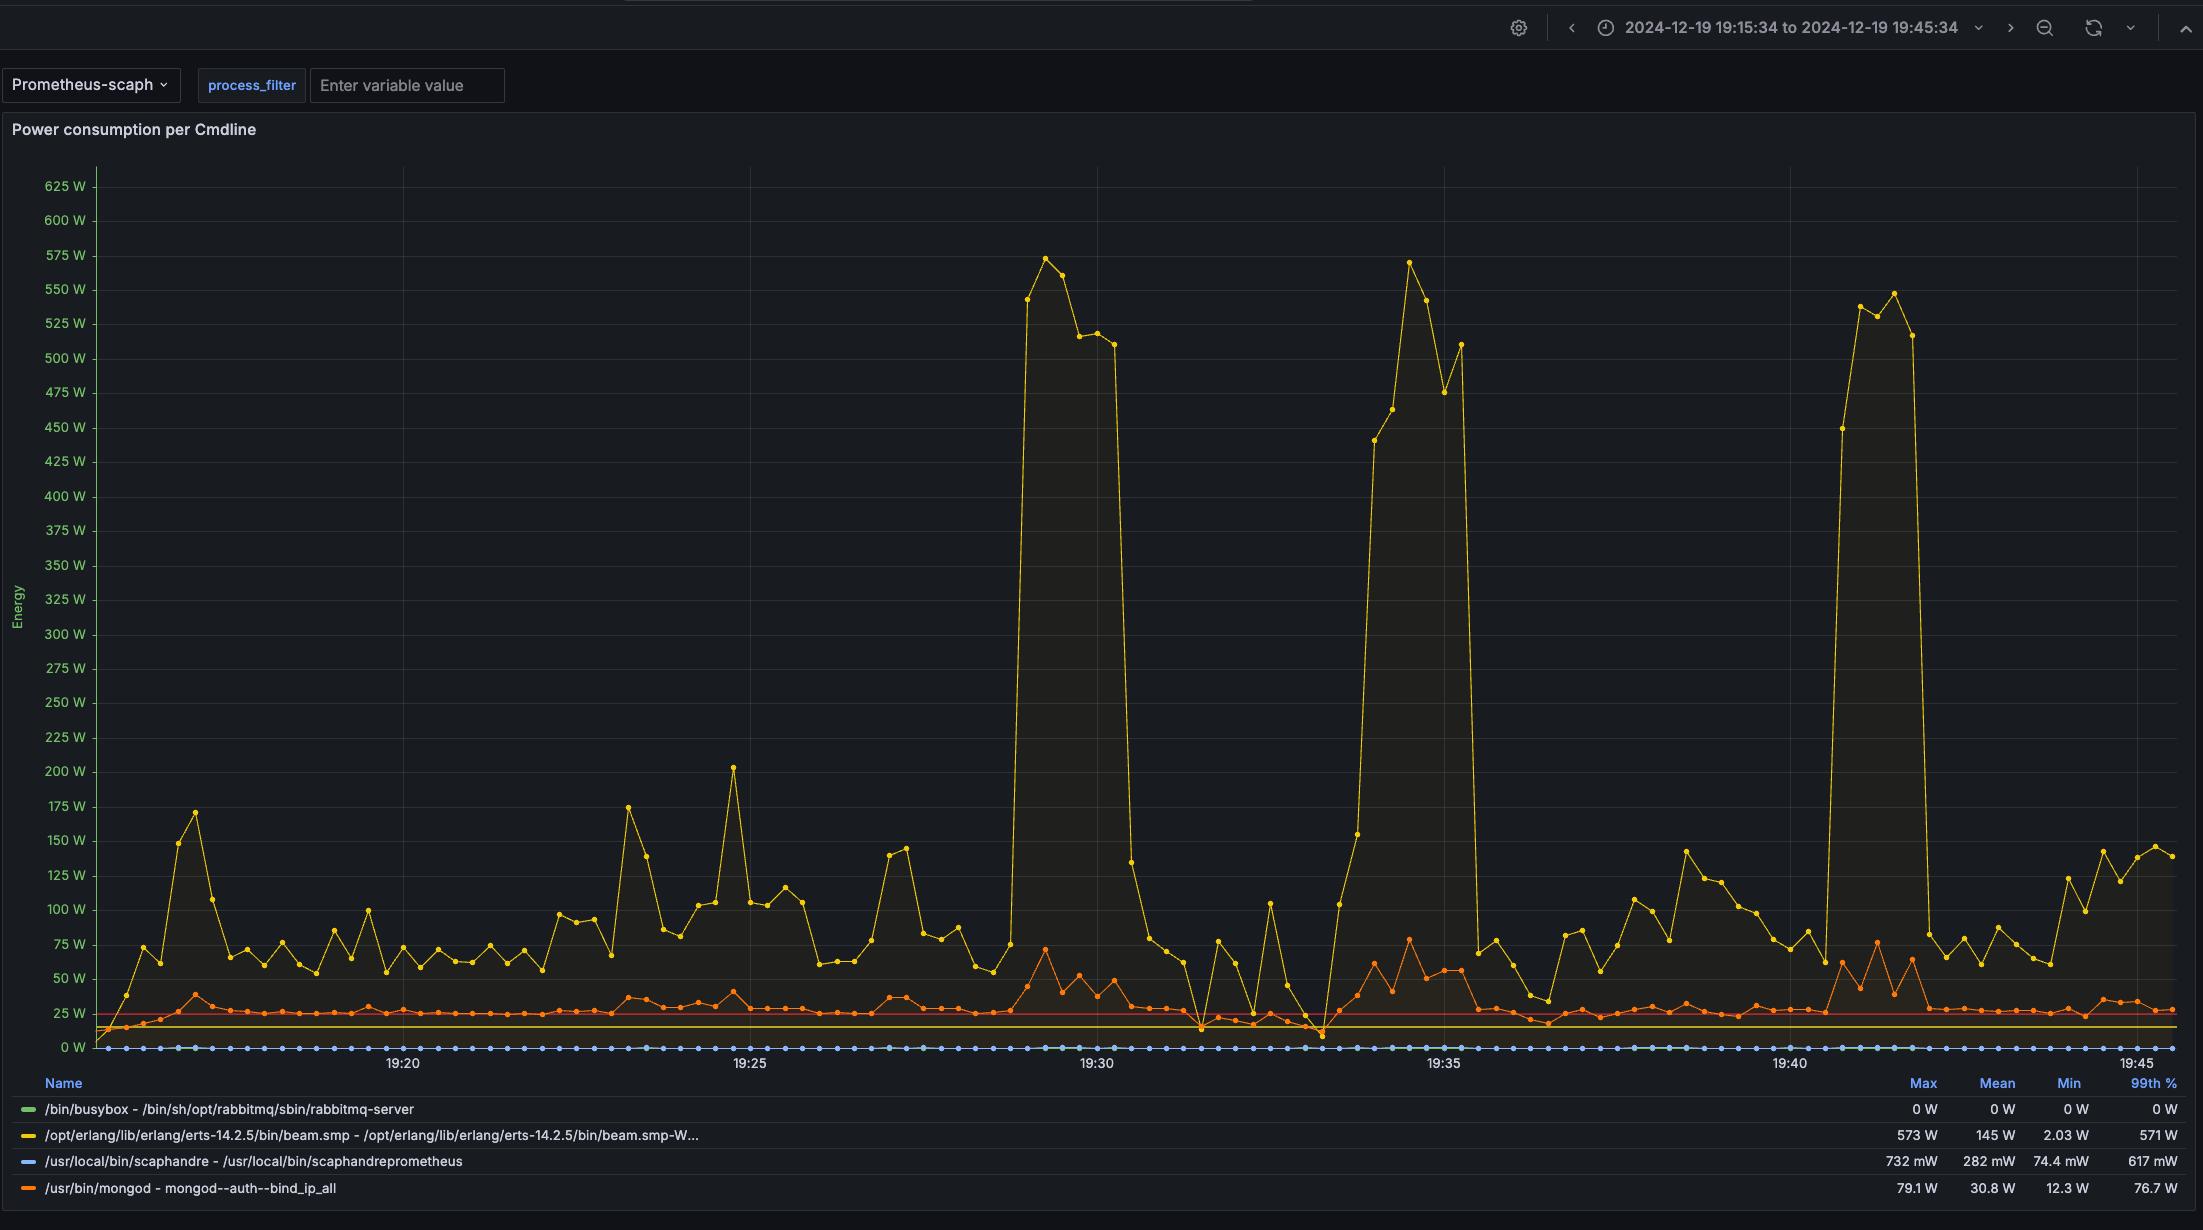 2024-12-19 19:15:34 to 2024-12-19 19:45:34
Prometheus-scaph process_filter Enter variable value
Power consumption per Cmdline
625 W
600 W
575 W
550 W
525 W
500 W
475 W
450 W
425 W
400 W
375 W
350 W
325 W
300 W
275 W
250 W
225 W
200 W
175 W
150 W
125 W
100 W
75 W
50 W
25 W
0 W
Energy
19:20 19:25 19:30 19:35 19:40 19:45
Name Max Mean Min 99th %
/bin/busybox - /bin/sh/opt/rabbitmq/sbin/rabbitmq-server 0 W 0 W 0 W 0 W
/opt/erlang/lib/erlang/erts-14.2.5/bin/beam.smp - /opt/erlang/lib/erlang/erts-14.2.5/bin/beam.smp-W... 573 W 145 W 2.03 W 571 W
/usr/local/bin/scaphandre - /usr/local/bin/scaphandreprometheus 732 mW 282 mW 74.4 mW 617 mW
/usr/bin/mongod - mongod--auth--bind_ip_all 79.1 W 30.8 W 12.3 W 76.7 W